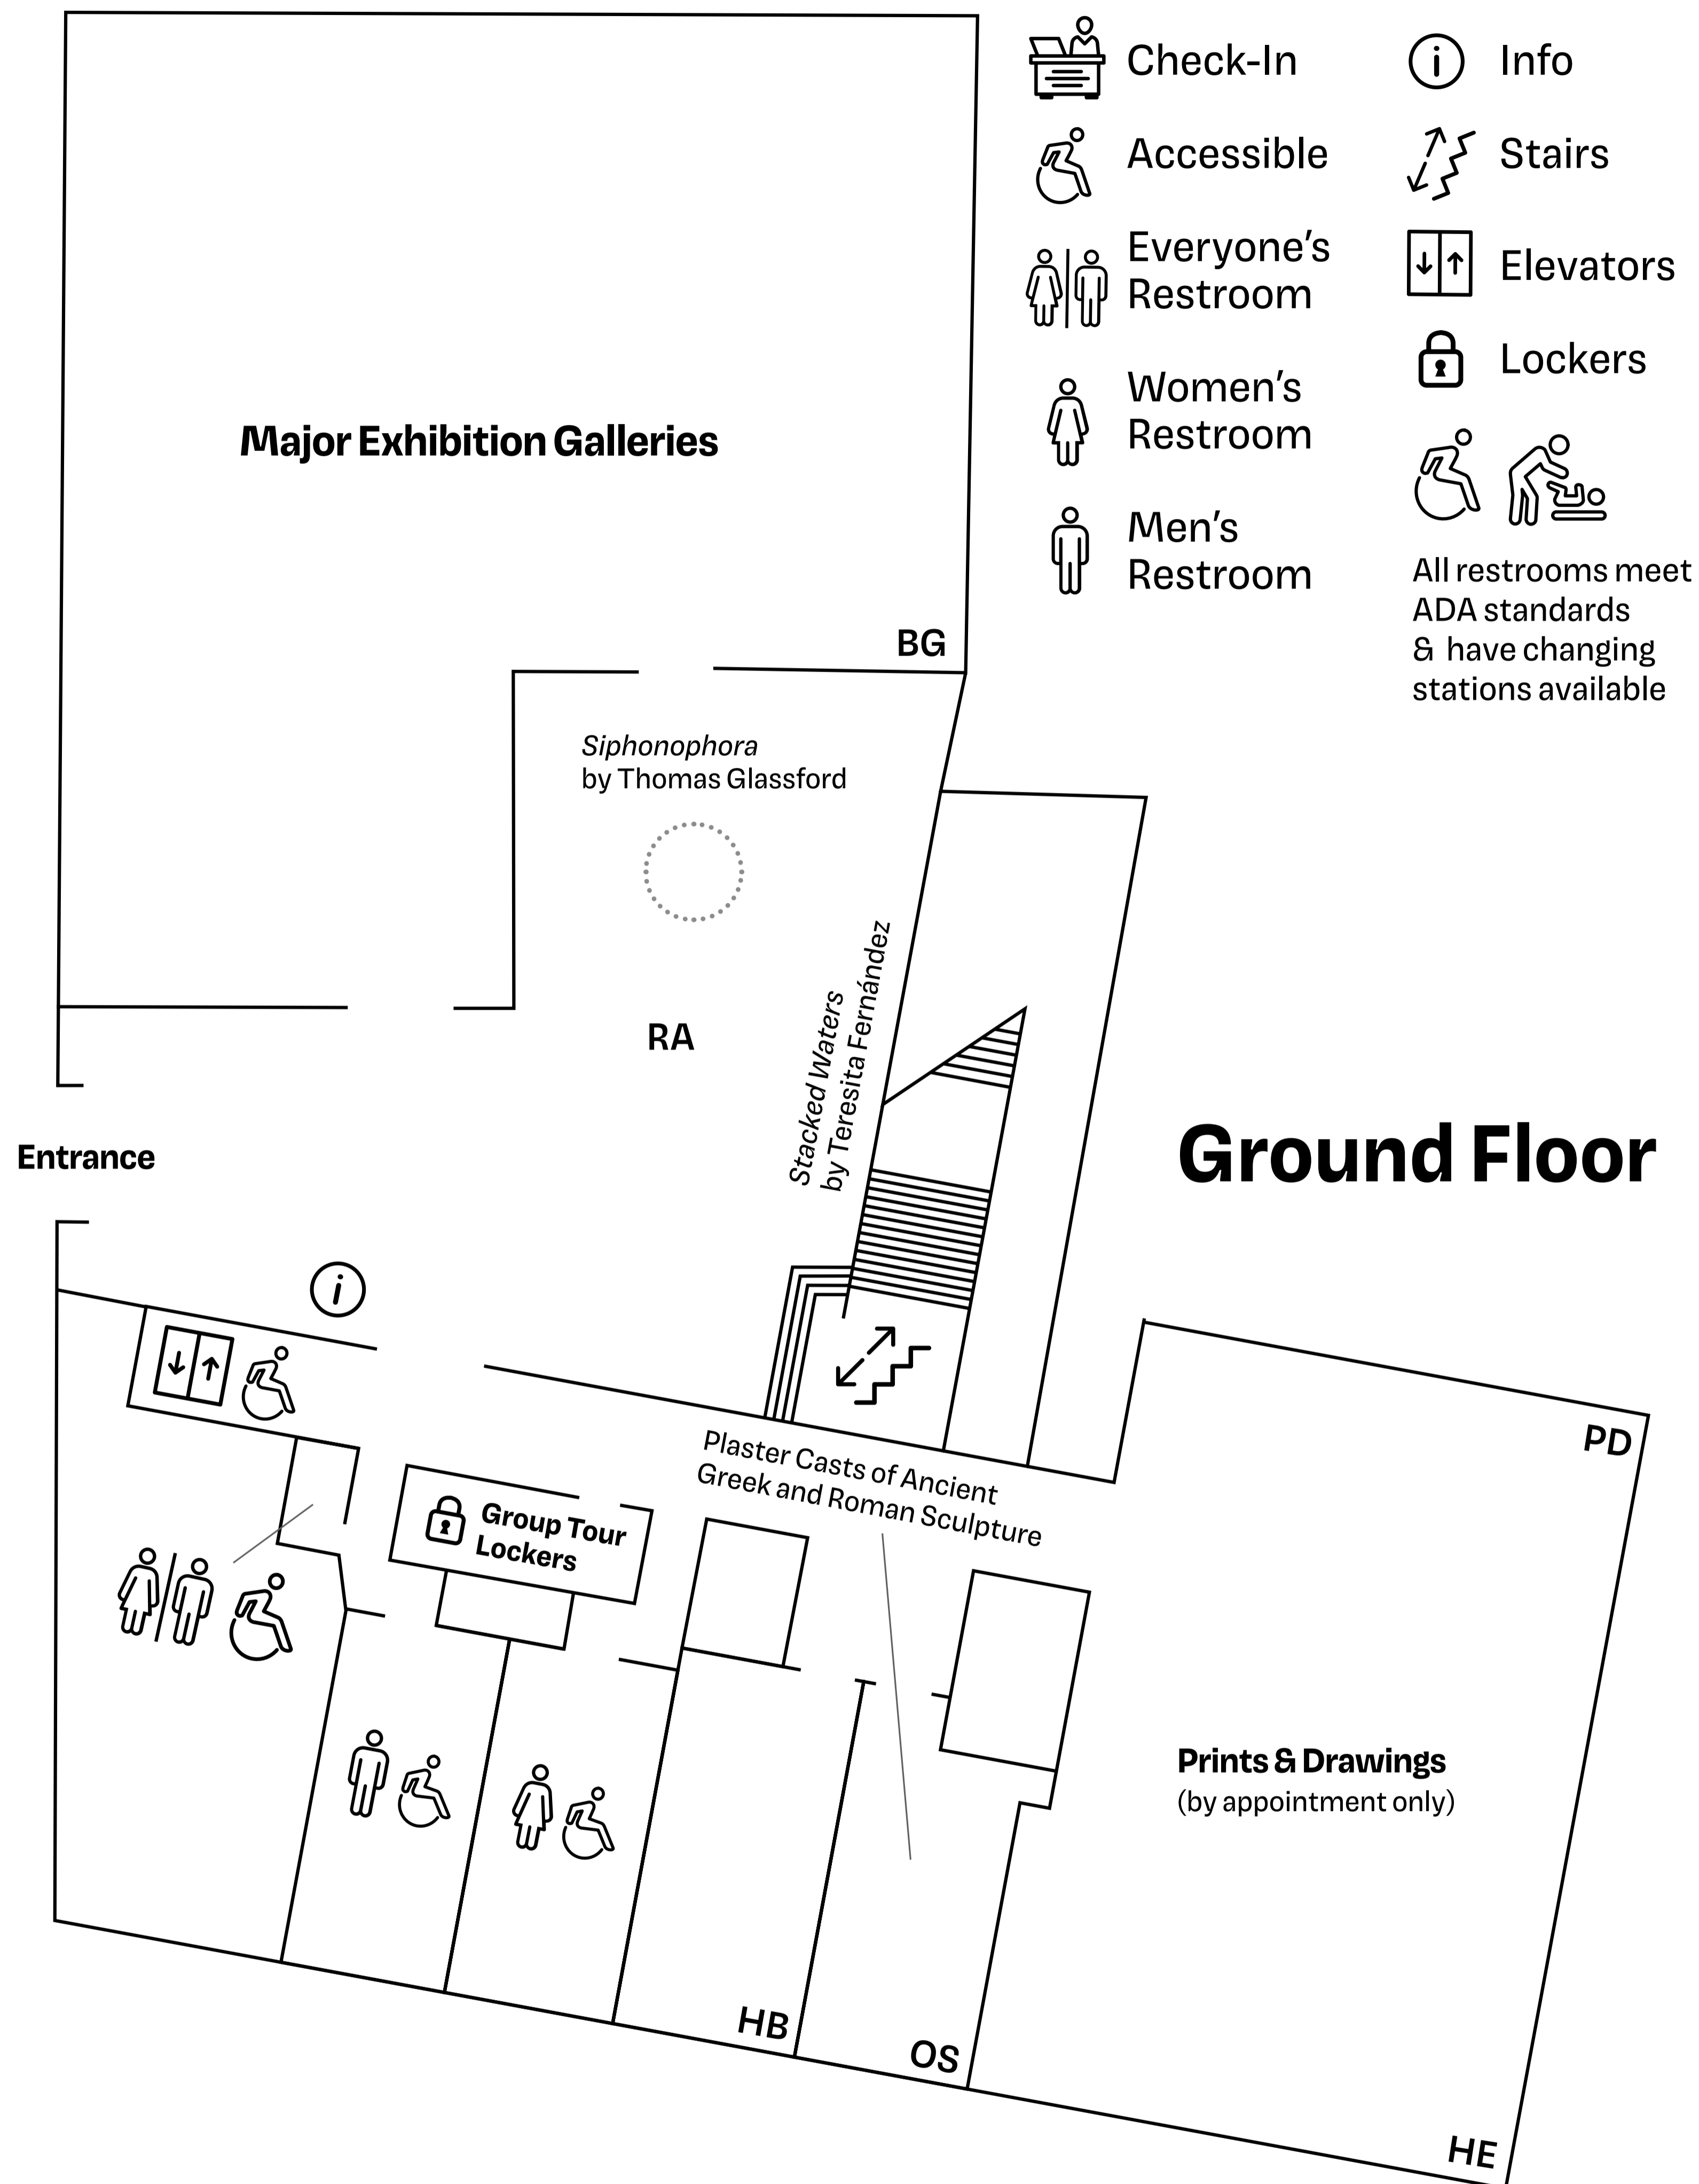 Check-In
Accessible
Everyone’s
Restroom
Women’s
Restroom
Men’s
Restroom
Info
Stairs
Elevators
Lockers
All restrooms meet
ADA standards
& have changing
stations available
Major Exhibition Galleries
BG
Siphonophora
by Thomas Glassford
Stacked Waters
by Teresita Fernández
RA
Entrance
Ground Floor
i
PD
Plaster Casts of Ancient
Greek and Roman Sculpture
Group Tour
Lockers
Prints & Drawings
(by appointment only)
HB
OS
HE